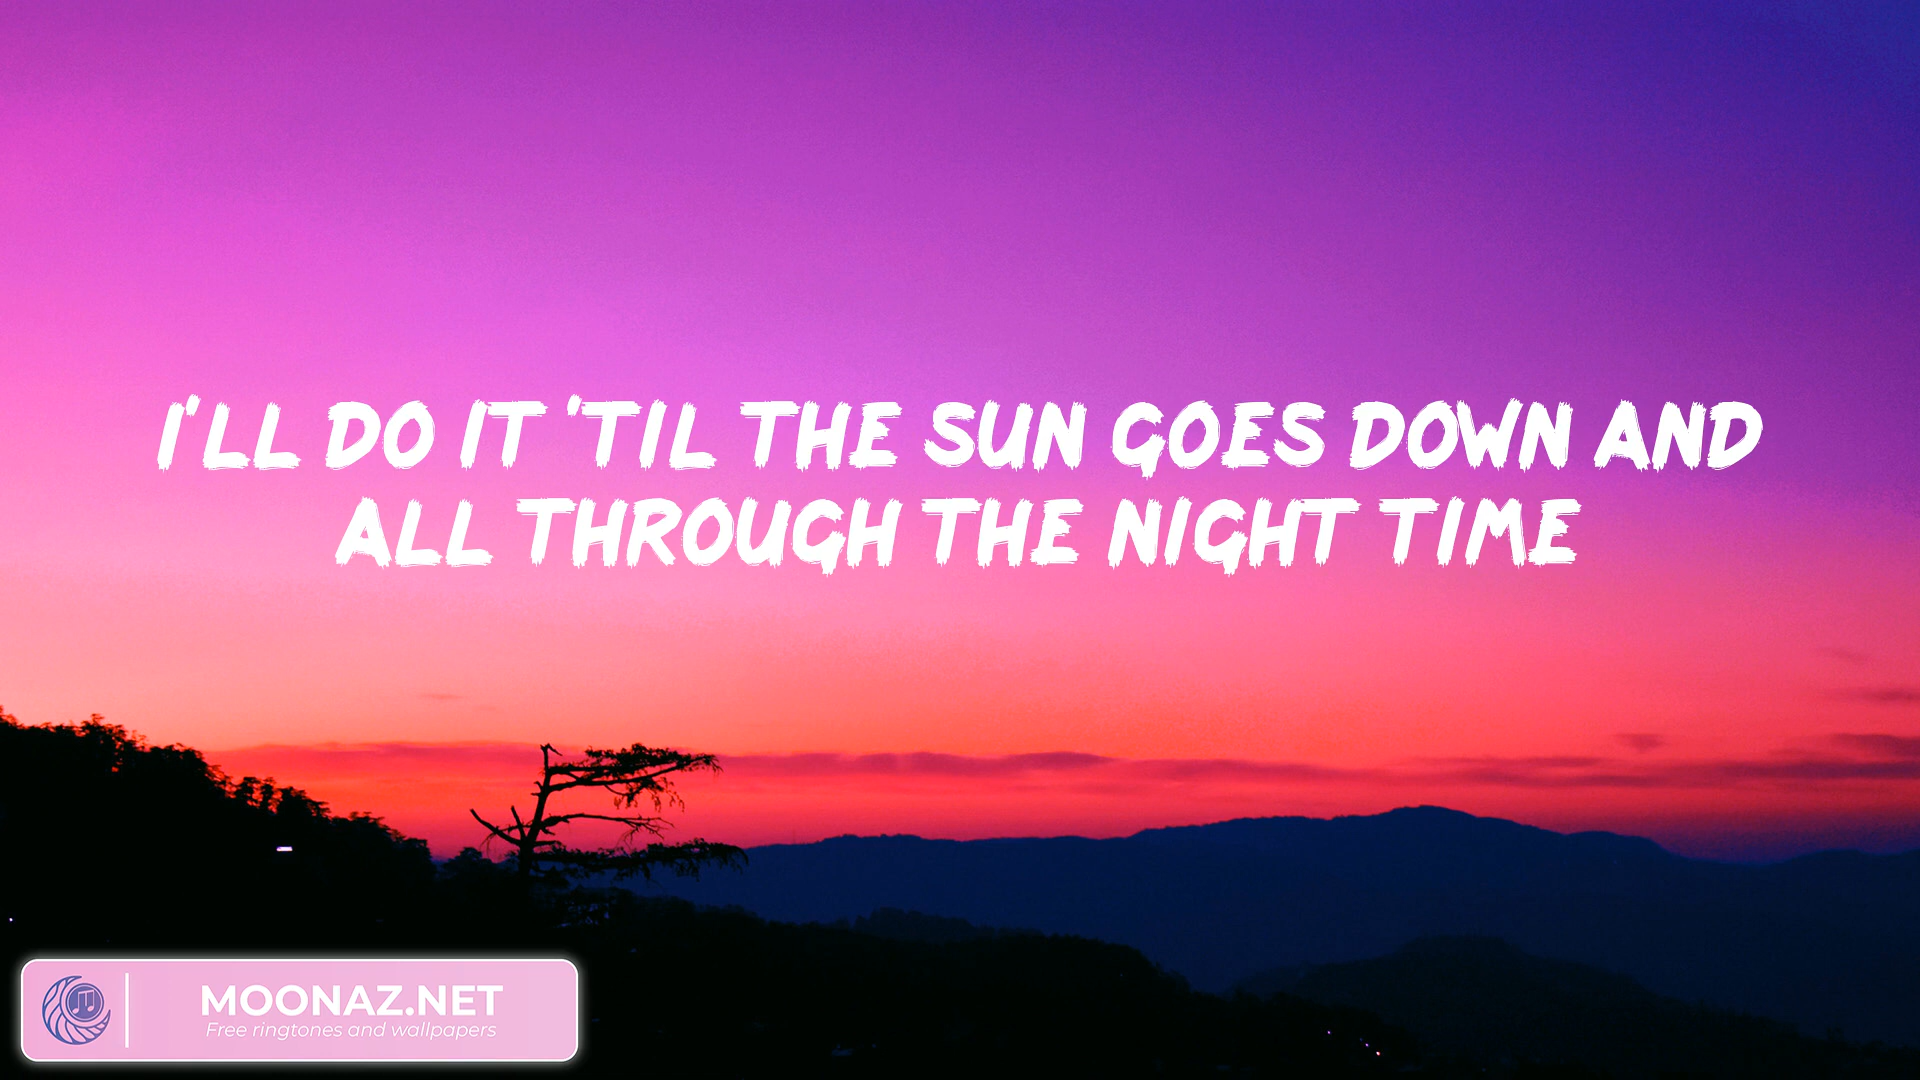 I'LL DO IT 'TIL THE SUN GOES DOWN AND
ALL THROUGH THE NIGHT TIME
MOONAZ.NET
Free ringtones and wallpapers